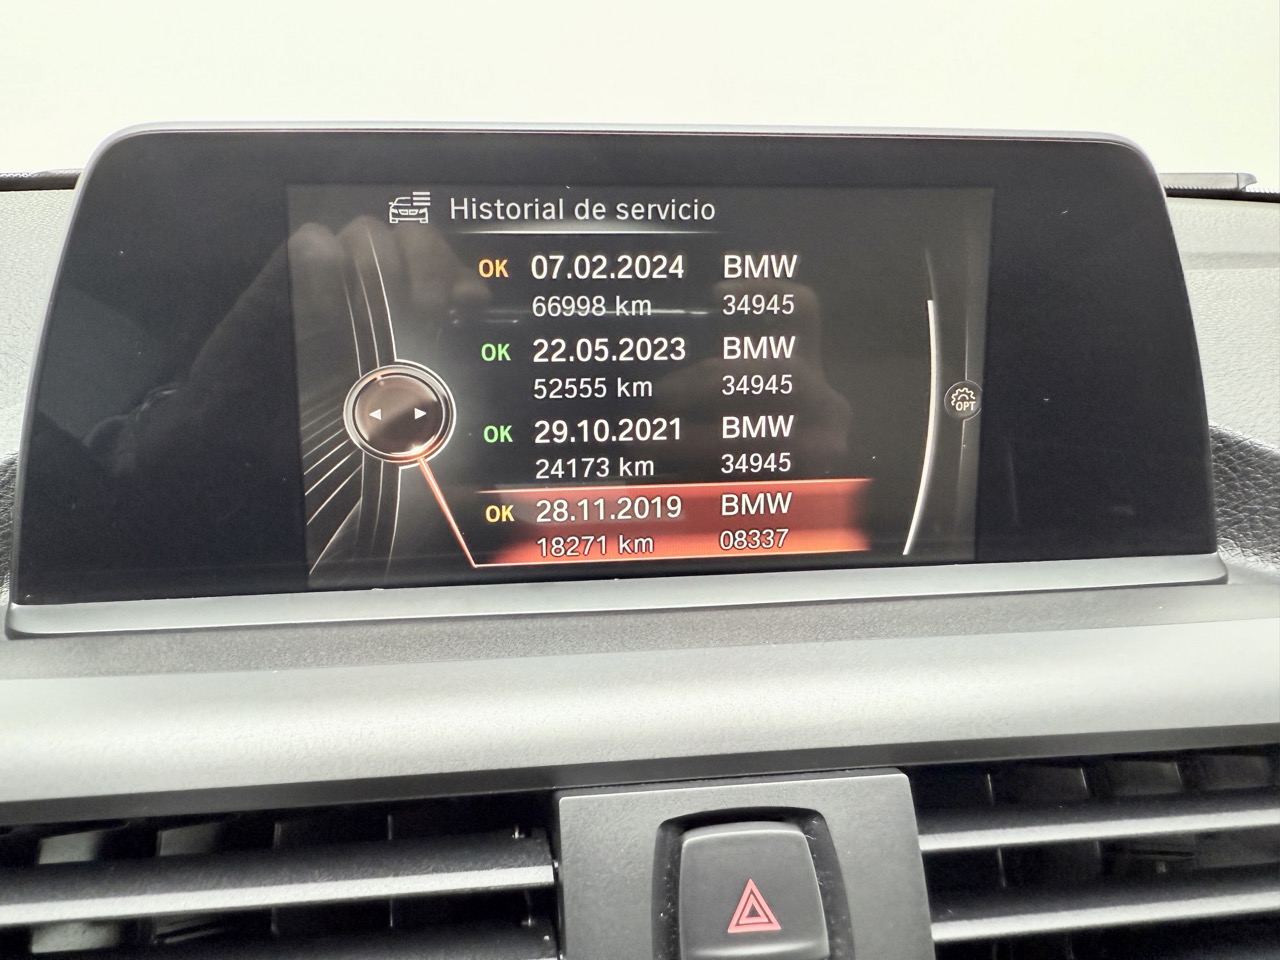 Historial de servicio
OK 07.02.2024 BMW
66998 km 34945
OK 22.05.2023 BMW
52555 km 34945
OK 29.10.2021 BMW
24173 km 34945
OK 28.11.2019 BMW
18271 km 08337
OPT